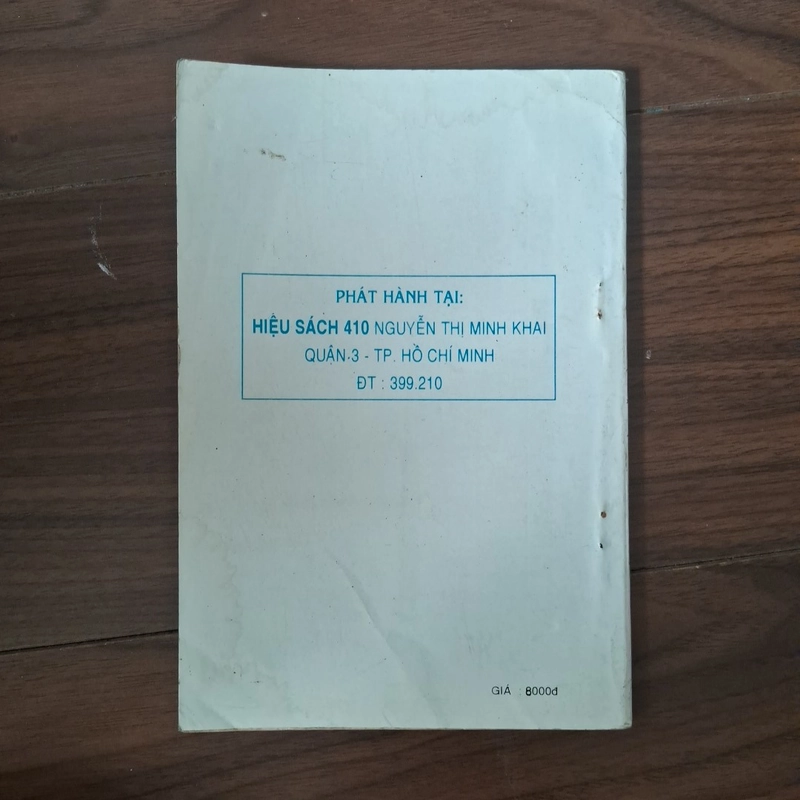 PHÁT HÀNH TẠI:
HIỆU SÁCH 410 NGUYỄN THỊ MINH KHAI
QUẬN 3 - TP. HỒ CHÍ MINH
ĐT : 399.210
GIÁ : 8000đ